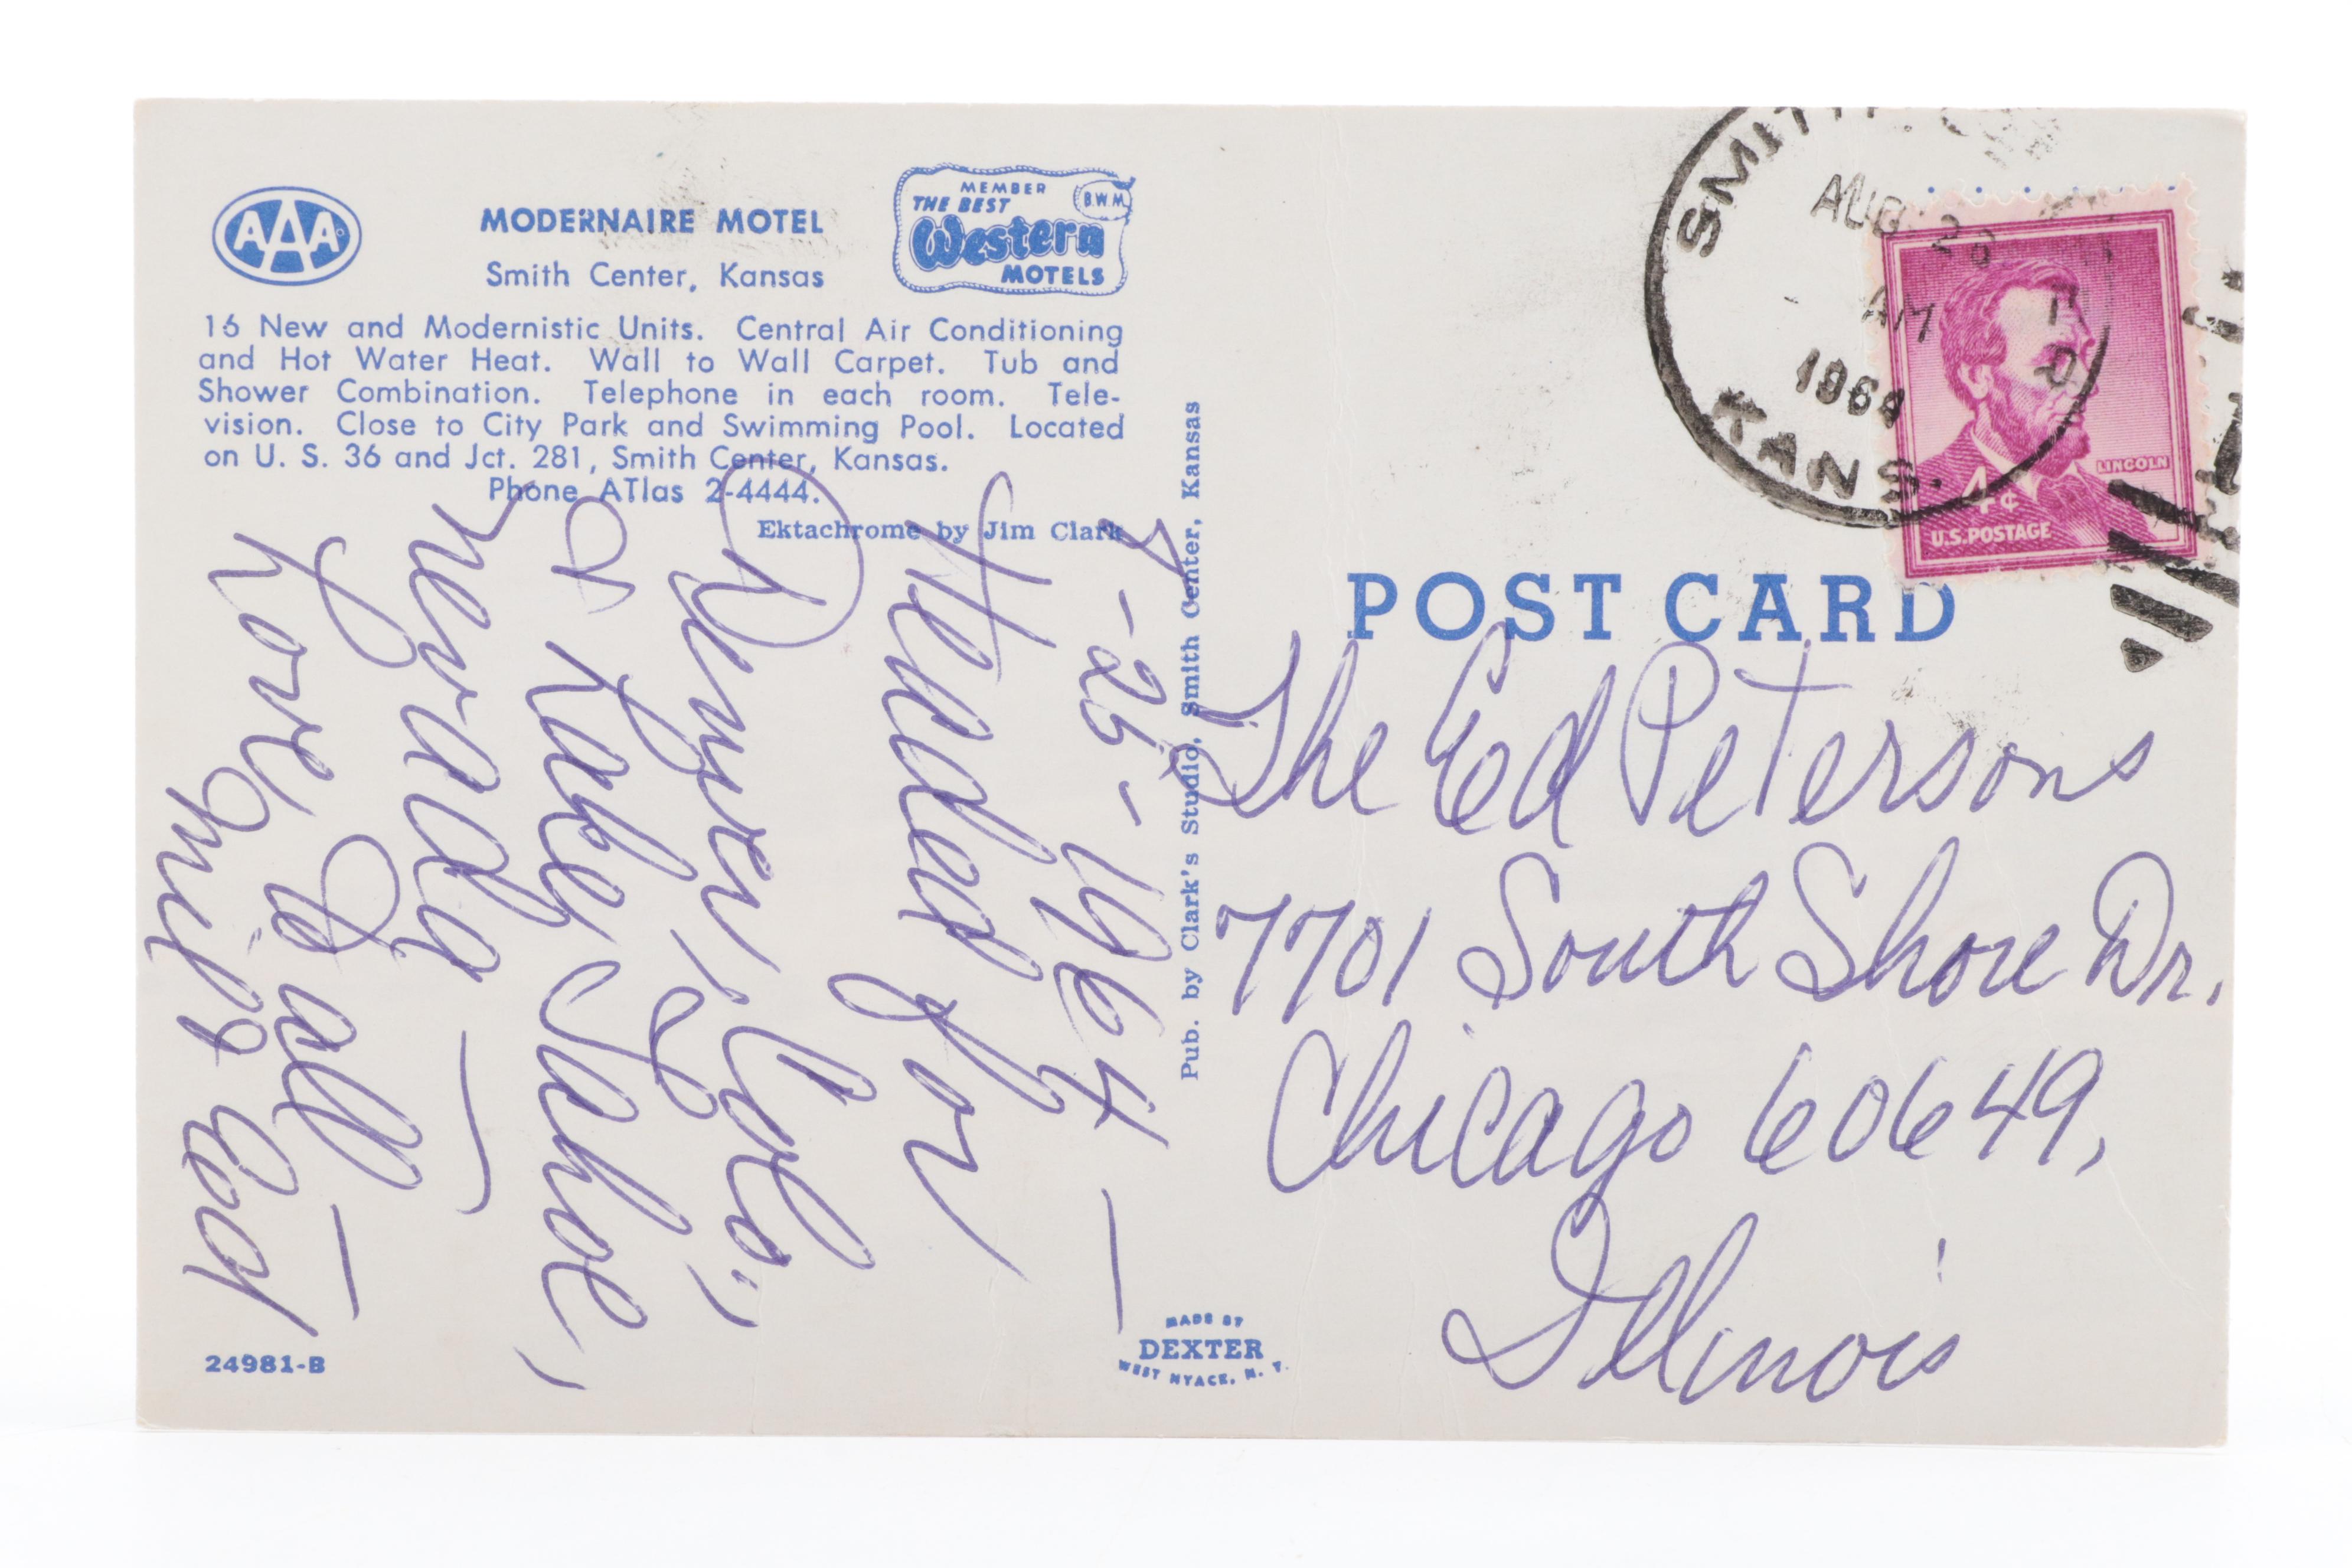 AAA
MODERNAIRE MOTEL
Smith Center, Kansas
MEMBER
THE BEST
B.W.M.
Western
MOTELS
16 New and Modernistic Units. Central Air Conditioning
and Hot Water Heat. Wall to Wall Carpet. Tub and
Shower Combination. Telephone in each room. Tele-
vision. Close to City Park and Swimming Pool. Located
on U. S. 36 and Jct. 281, Smith Center, Kansas.
Phone ATlas 2-4444.
Ektachrome by Jim Clark
8-25-1964—
Headed for
Denver, Colo.,
& Lake Tahoe,
Nevada—
Love to all—
24981-B
Pub. by Clark's Studio, Smith Center, Kansas
MADE BY
DEXTER
WEST NYACK, N. Y.
POST CARD
SMITH
AUG
AM
1964
KANS.
LINCOLN
4¢
U.S.POSTAGE
The Ed Petersons
7701 South Shore Dr.
Chicago 60649,
Illinois